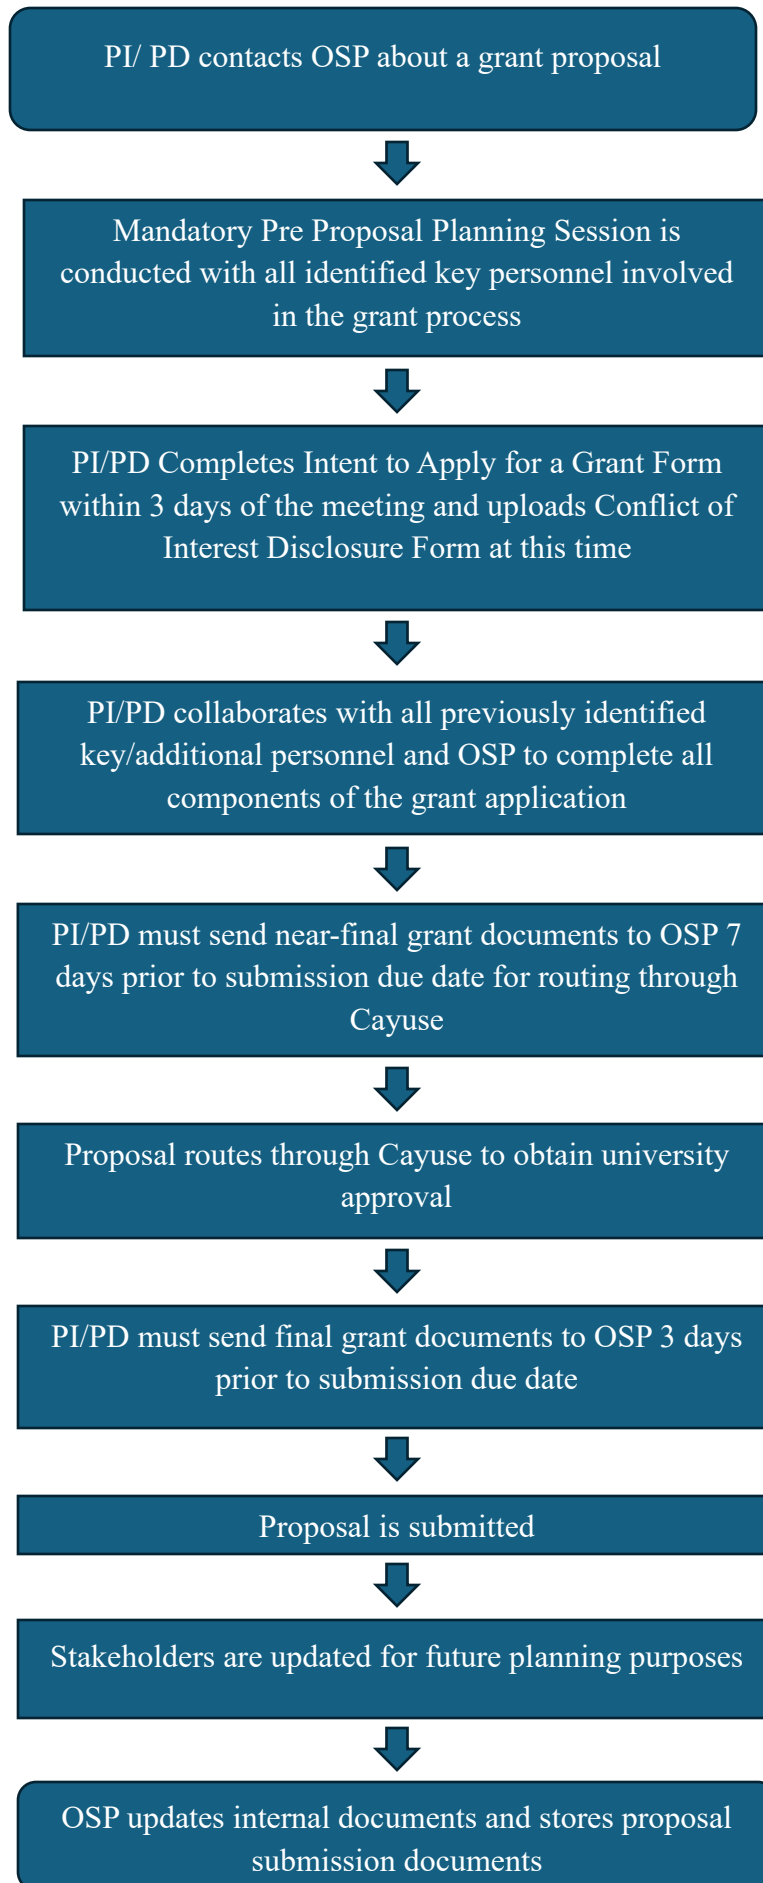 PI/ PD contacts OSP about a grant proposal
Mandatory Pre Proposal Planning Session is
conducted with all identified key personnel involved
in the grant process
PI/PD Completes Intent to Apply for a Grant Form
within 3 days of the meeting and uploads Conflict of
Interest Disclosure Form at this time
PI/PD collaborates with all previously identified
key/additional personnel and OSP to complete all
components of the grant application
PI/PD must send near-final grant documents to OSP 7
days prior to submission due date for routing through
Cayuse
Proposal routes through Cayuse to obtain university
approval
PI/PD must send final grant documents to OSP 3 days
prior to submission due date
Proposal is submitted
Stakeholders are updated for future planning purposes
OSP updates internal documents and stores proposal
submission documents